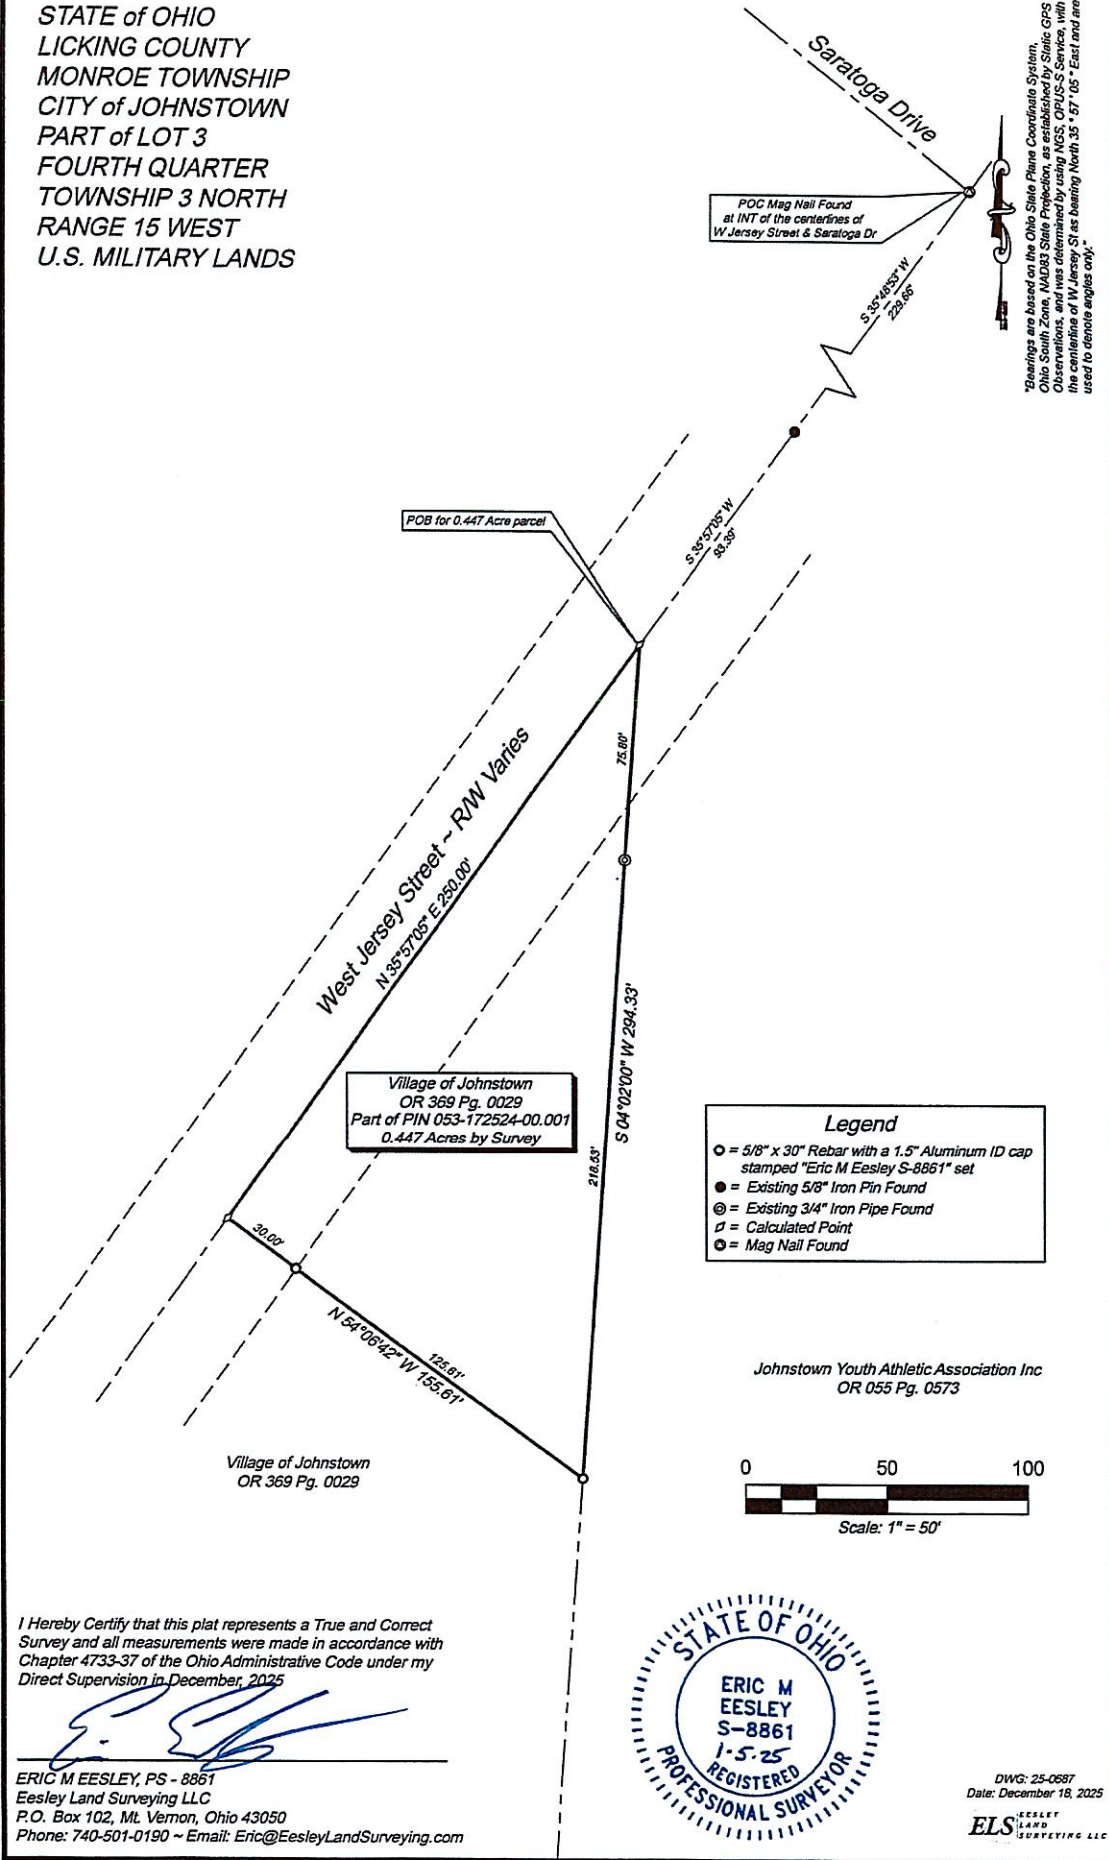 STATE of OHIO
LICKING COUNTY
MONROE TOWNSHIP
CITY of JOHNSTOWN
PART of LOT 3
FOURTH QUARTER
TOWNSHIP 3 NORTH
RANGE 15 WEST
U.S. MILITARY LANDS
Saratoga Drive
POC Mag Nail Found
at INT of the centerlines of
W Jersey Street & Saratoga Dr
"Bearings are based on the Ohio State Plane Coordinate System,
Ohio South Zone, NAD83 State Projection, as established by Static GPS
Observations, and was determined by using NGS, OPUS-S Service, with
the centerline of W Jersey St as bearing North 35 ° 57 ' 05 " East and are
used to denote angles only."
S 35°48'53" W
229.66'
S 35°57'05" W
93.39'
POB for 0.447 Acre parcel
75.80'
West Jersey Street ~ R/W Varies
N 35°57'05" E 250.00'
S 04°02'00" W 294.33'
218.53'
Village of Johnstown
OR 369 Pg. 0029
Part of PIN 053-172524-00.001
0.447 Acres by Survey
Legend
= 5/8" x 30" Rebar with a 1.5" Aluminum ID cap
stamped "Eric M Eesley S-8861" set
= Existing 5/8" Iron Pin Found
= Existing 3/4" Iron Pipe Found
= Calculated Point
= Mag Nail Found
30.00'
N 54°06'42" W 155.61'
125.61'
Johnstown Youth Athletic Association Inc
OR 055 Pg. 0573
Village of Johnstown
OR 369 Pg. 0029
0 50 100
Scale: 1" = 50'
I Hereby Certify that this plat represents a True and Correct
Survey and all measurements were made in accordance with
Chapter 4733-37 of the Ohio Administrative Code under my
Direct Supervision in December, 2025
ERIC M EESLEY, PS - 8861
Eesley Land Surveying LLC
P.O. Box 102, Mt. Vernon, Ohio 43050
Phone: 740-501-0190 ~ Email: Eric@EesleyLandSurveying.com
STATE OF OHIO
ERIC M
EESLEY
S-8861
1-5-25
REGISTERED
PROFESSIONAL SURVEYOR
DWG: 25-0687
Date: December 18, 2025
ELS EESLEY
LAND
SURVEYING LLC